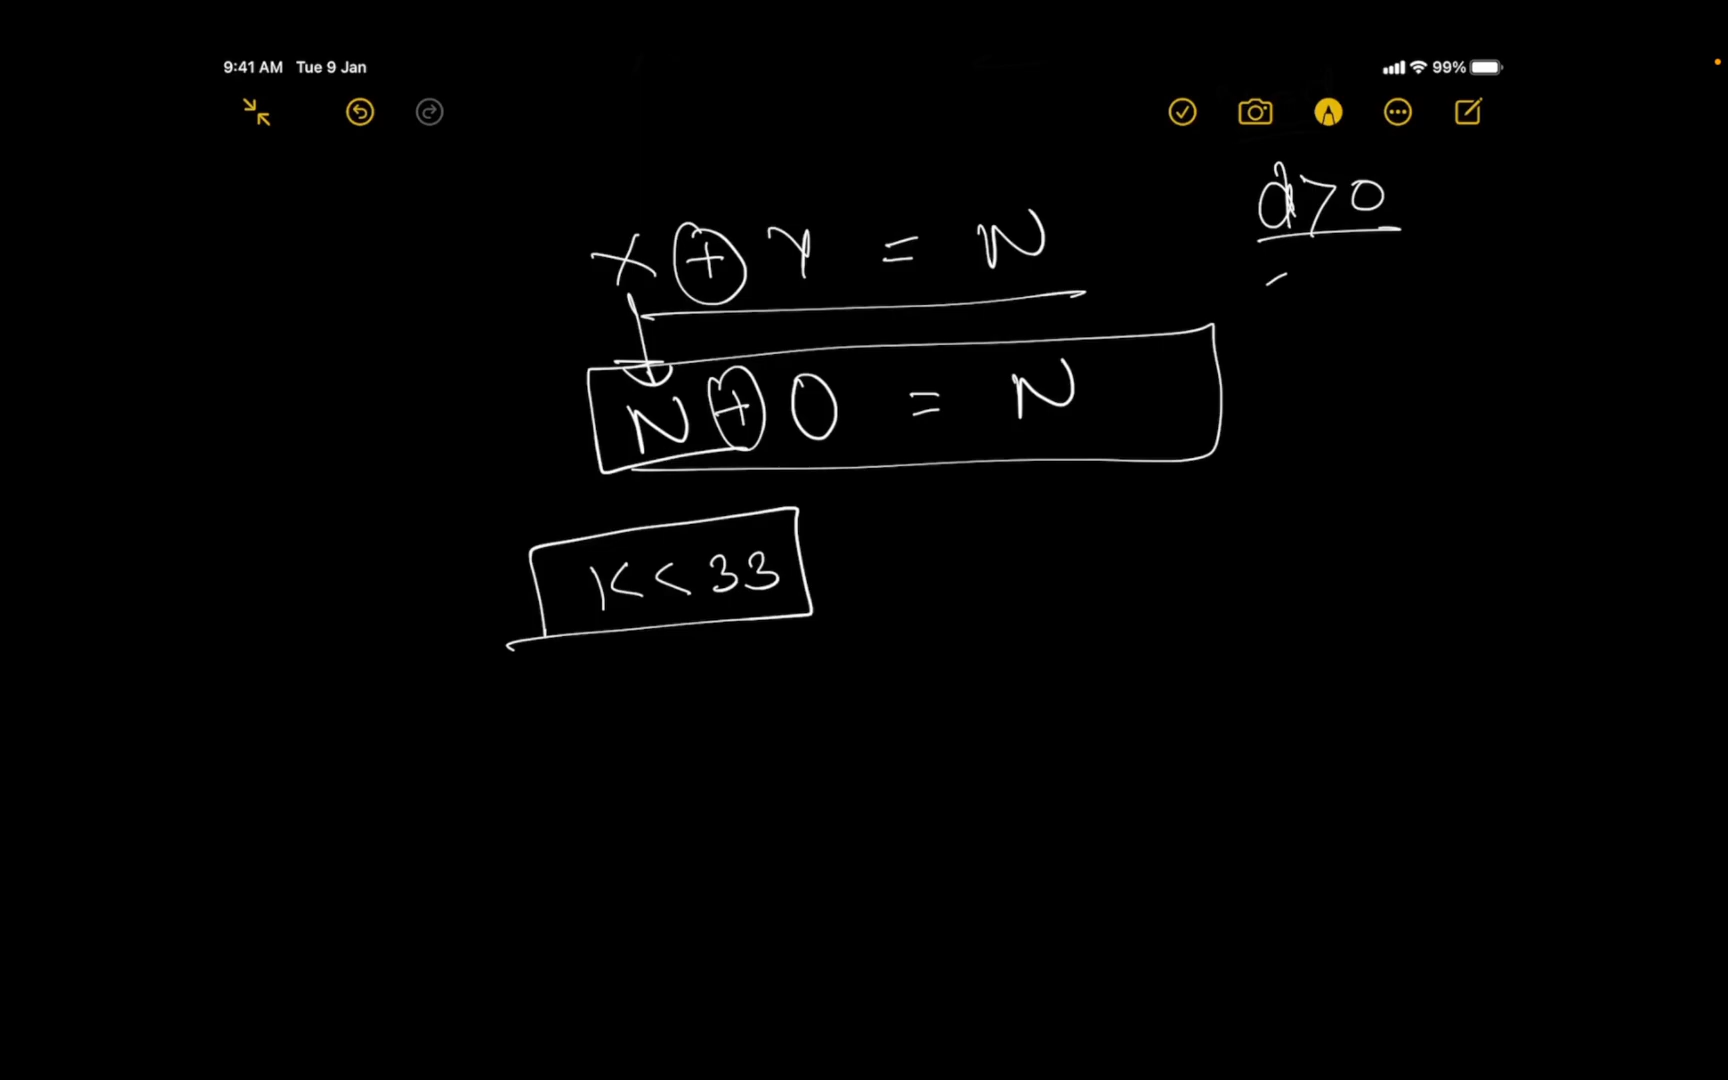 9:41 AM Tue 9 Jan 99%
d>0
X ⊕ Y = N
N ⊕ 0 = N
K < 33